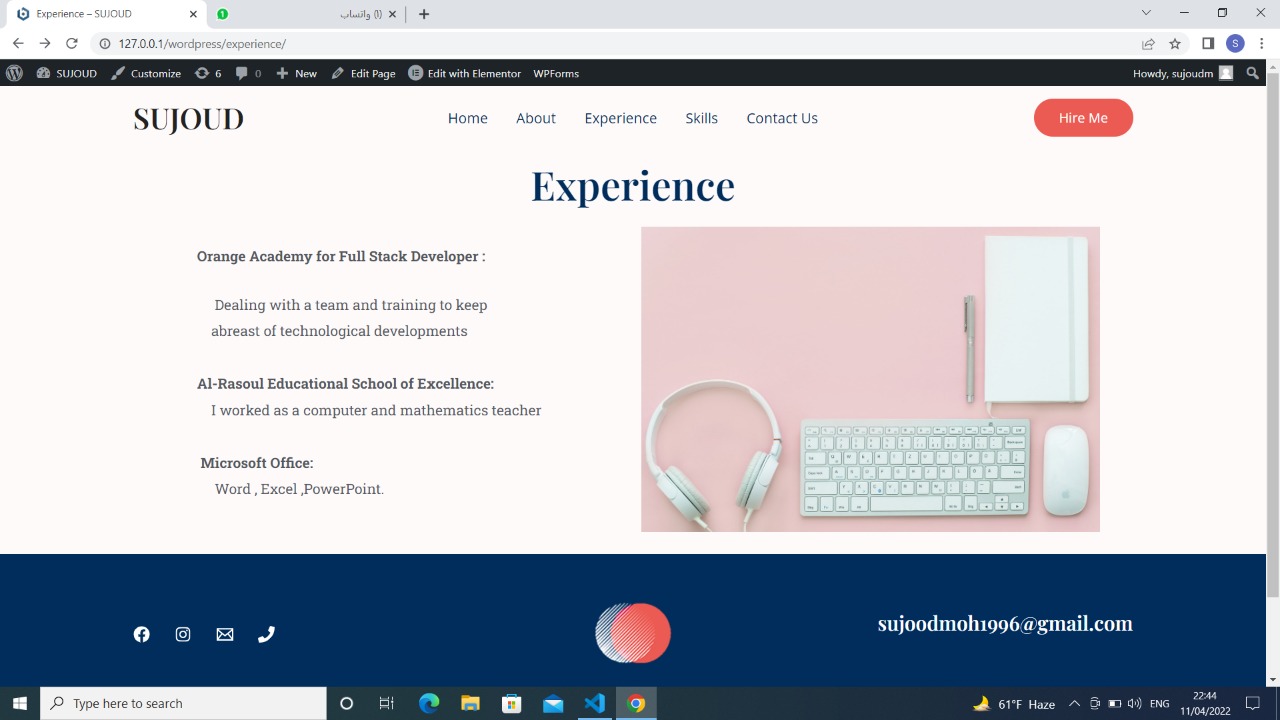 Experience – SUJOUD
(1) واتساب
127.0.0.1/wordpress/experience/
S
SUJOUD
Customize
6
0
New
Edit Page
Edit with Elementor
WPForms
Howdy, sujoudm
SUJOUD
Home
About
Experience
Skills
Contact Us
Hire Me
Experience
Orange Academy for Full Stack Developer :
Dealing with a team and training to keep
abreast of technological developments
Al-Rasoul Educational School of Excellence:
I worked as a computer and mathematics teacher
Microsoft Office:
Word , Excel ,PowerPoint.
sujoodmoh1996@gmail.com
Type here to search
61°F Haze
ENG
22:44
11/04/2022